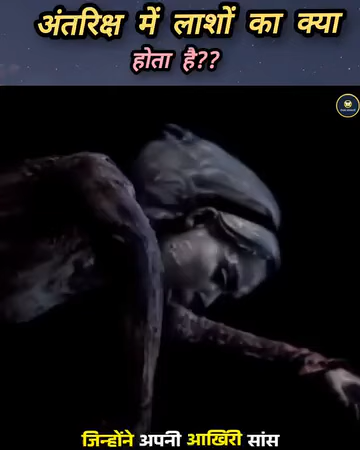 अंतरिक्ष में लाशों का क्या
होता है??
जिन्होंने अपनी आखिरी सांस